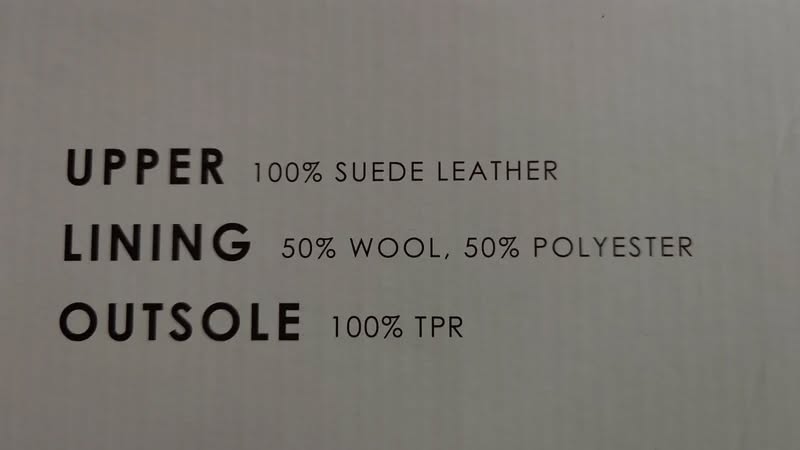 UPPER 100% SUEDE LEATHER
LINING 50% WOOL, 50% POLYESTER
OUTSOLE 100% TPR